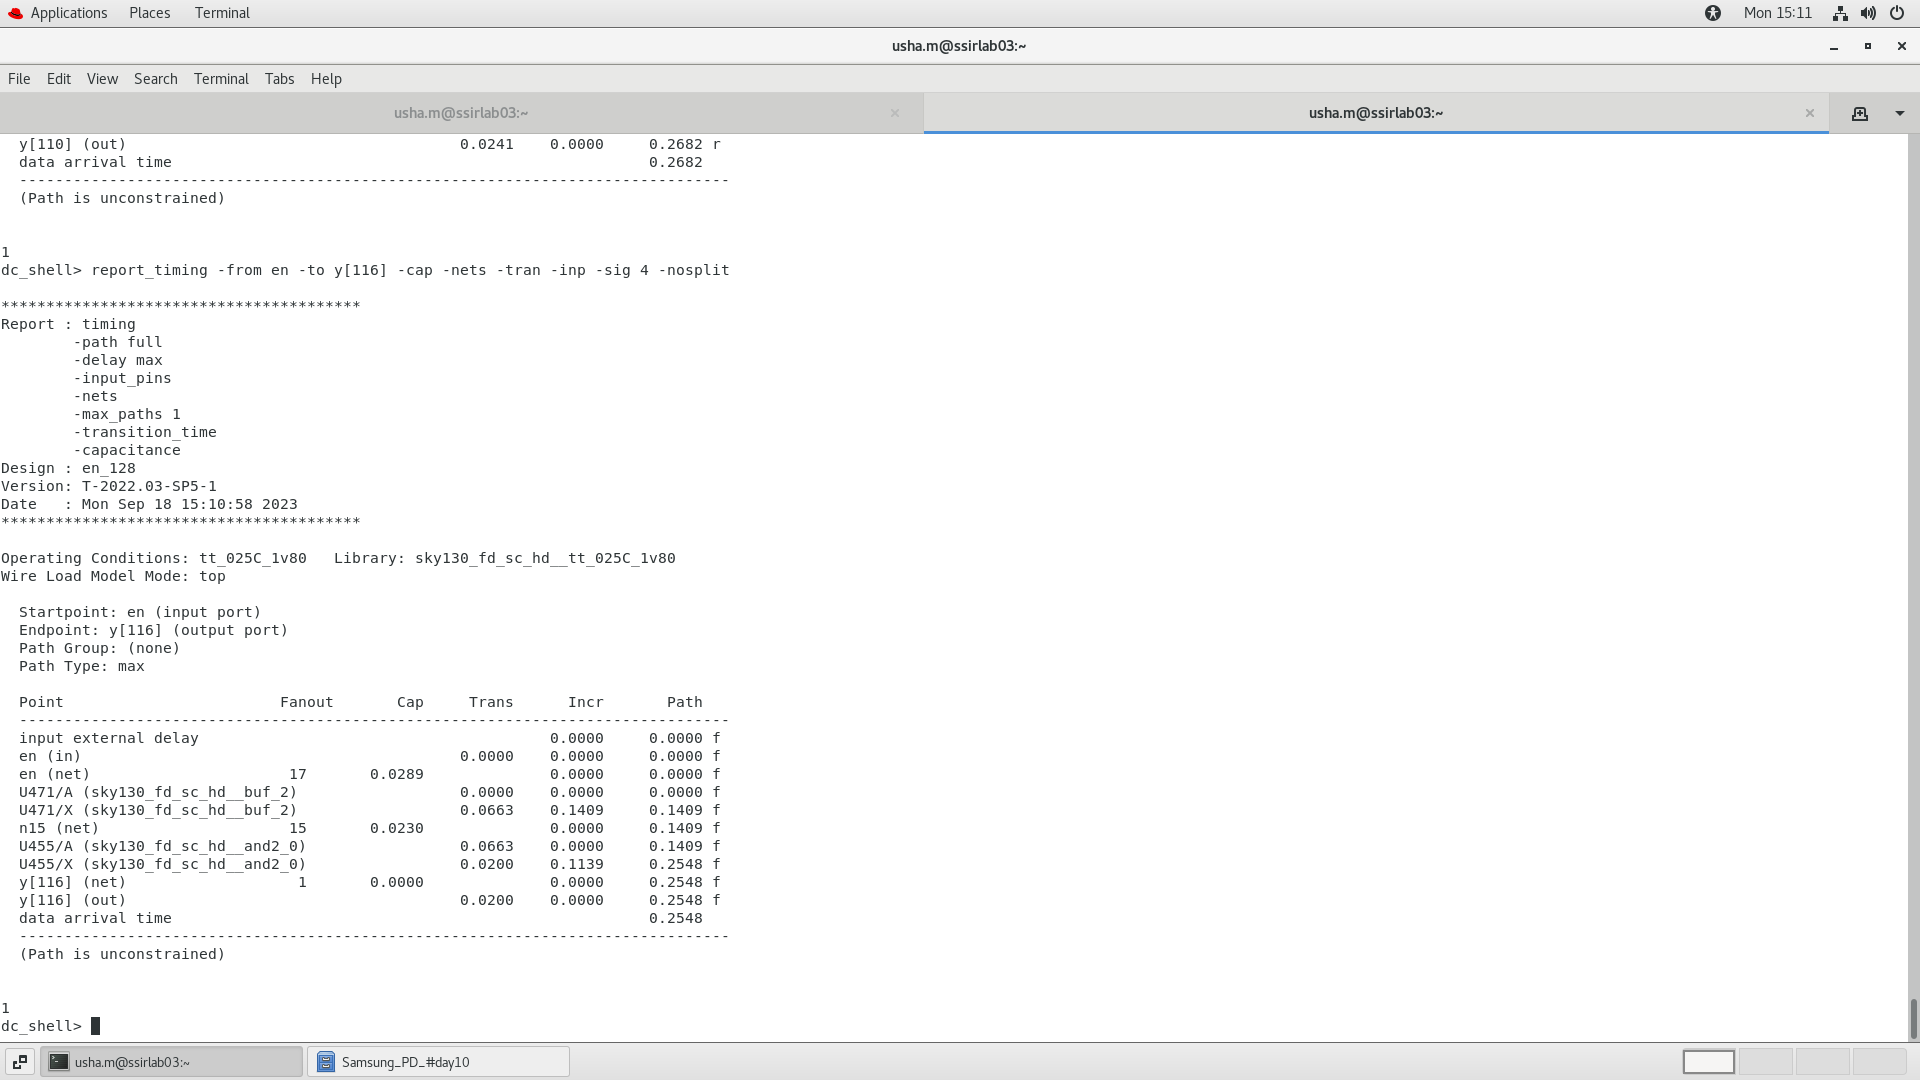 Applications Places Terminal Mon 15:11
usha.m@ssirlab03:~
File Edit View Search Terminal Tabs Help
usha.m@ssirlab03:~ × usha.m@ssirlab03:~ ×
  y[110] (out)                                     0.0241    0.0000     0.2682 r
  data arrival time                                                     0.2682
  -------------------------------------------------------------------------------
  (Path is unconstrained)
1
dc_shell> report_timing -from en -to y[116] -cap -nets -tran -inp -sig 4 -nosplit
****************************************
Report : timing
        -path full
        -delay max
        -input_pins
        -nets
        -max_paths 1
        -transition_time
        -capacitance
Design : en_128
Version: T-2022.03-SP5-1
Date   : Mon Sep 18 15:10:58 2023
****************************************
Operating Conditions: tt_025C_1v80   Library: sky130_fd_sc_hd__tt_025C_1v80
Wire Load Model Mode: top
  Startpoint: en (input port)
  Endpoint: y[116] (output port)
  Path Group: (none)
  Path Type: max
  Point                        Fanout       Cap     Trans      Incr       Path
  -------------------------------------------------------------------------------
  input external delay                                       0.0000     0.0000 f
  en (in)                                          0.0000    0.0000     0.0000 f
  en (net)                      17       0.0289              0.0000     0.0000 f
  U471/A (sky130_fd_sc_hd__buf_2)                  0.0000    0.0000     0.0000 f
  U471/X (sky130_fd_sc_hd__buf_2)                  0.0663    0.1409     0.1409 f
  n15 (net)                     15       0.0230              0.0000     0.1409 f
  U455/A (sky130_fd_sc_hd__and2_0)                 0.0663    0.0000     0.1409 f
  U455/X (sky130_fd_sc_hd__and2_0)                 0.0200    0.1139     0.2548 f
  y[116] (net)                   1       0.0000              0.0000     0.2548 f
  y[116] (out)                                     0.0200    0.0000     0.2548 f
  data arrival time                                                     0.2548
  -------------------------------------------------------------------------------
  (Path is unconstrained)
1
dc_shell>
usha.m@ssirlab03:~ Samsung_PD_#day10